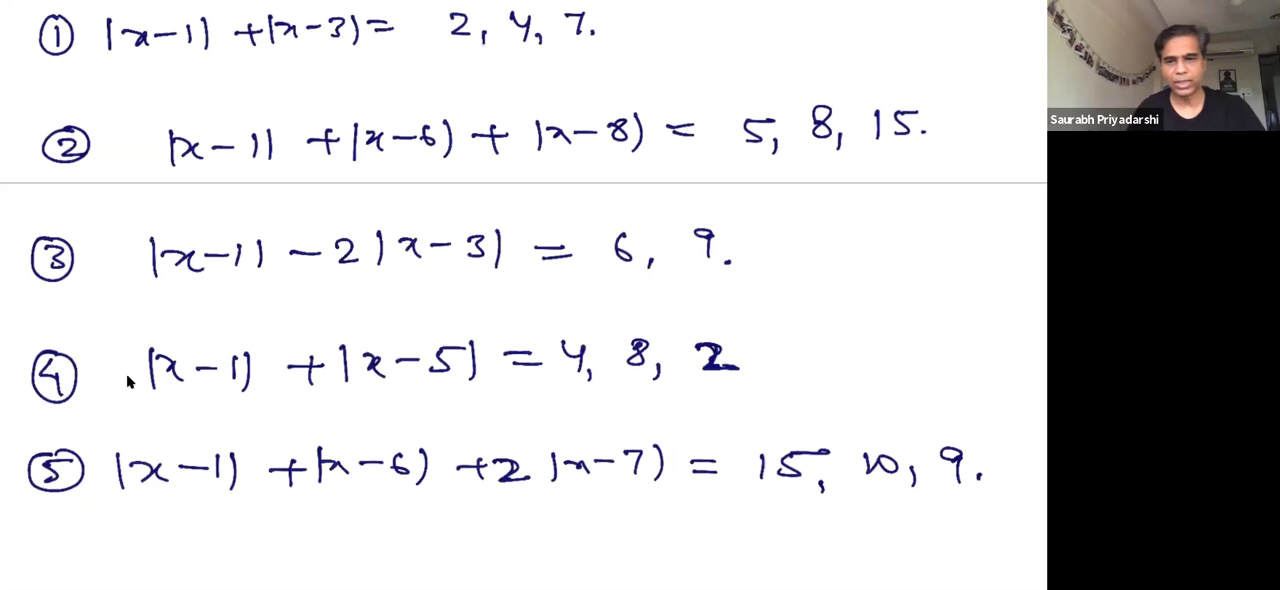 ① |x-1| + |x-3| = 2, 4, 7.
Saurabh Priyadarshi
② |x-1| + |x-6| + |x-8| = 5, 8, 15.
③ |x-1| - 2|x-3| = 6, 9.
④ |x-1| + |x-5| = 4, 8, 2
⑤ |x-1| + |x-6| + 2|x-7| = 15, 10, 9.